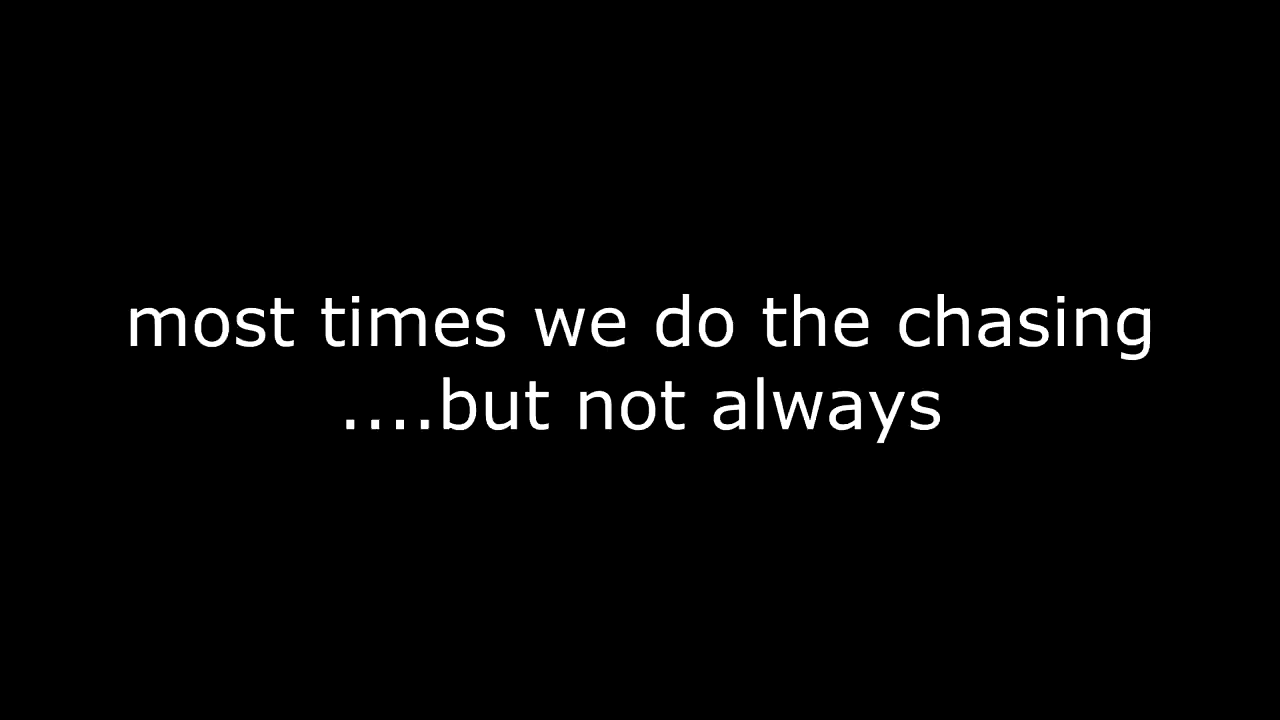 most times we do the chasing
....but not always